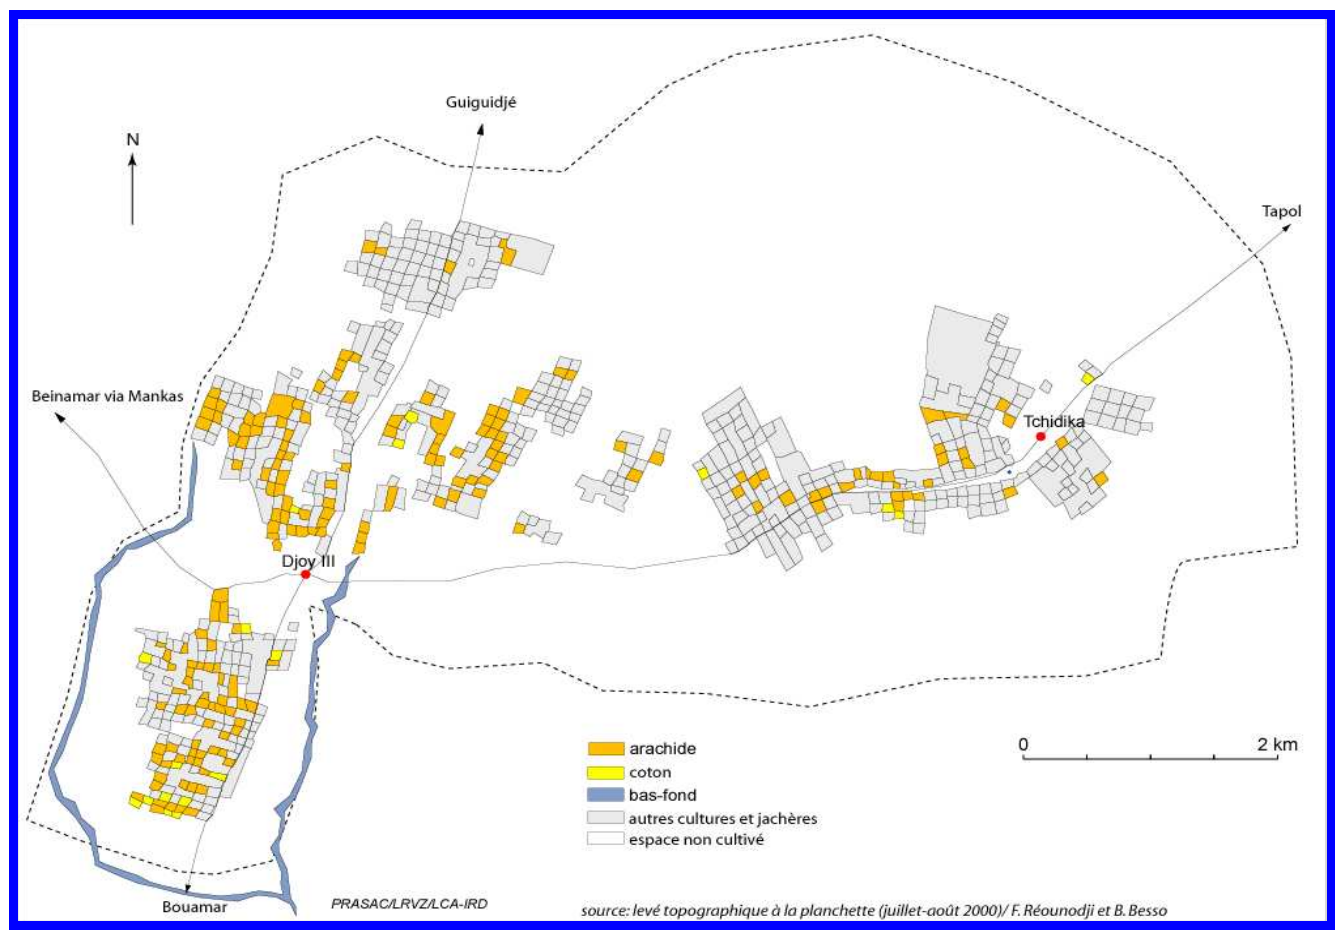 Guiguidjé
N
Tapol
Beinamar via Mankas
Tchidika
Djoy III
arachide
coton
bas-fond
autres cultures et jachères
espace non cultivé
0 2 km
Bouamar
PRASAC/LRVZ/LCA-IRD
source: levé topographique à la planchette (juillet-août 2000)/ F. Réounodji et B. Besso